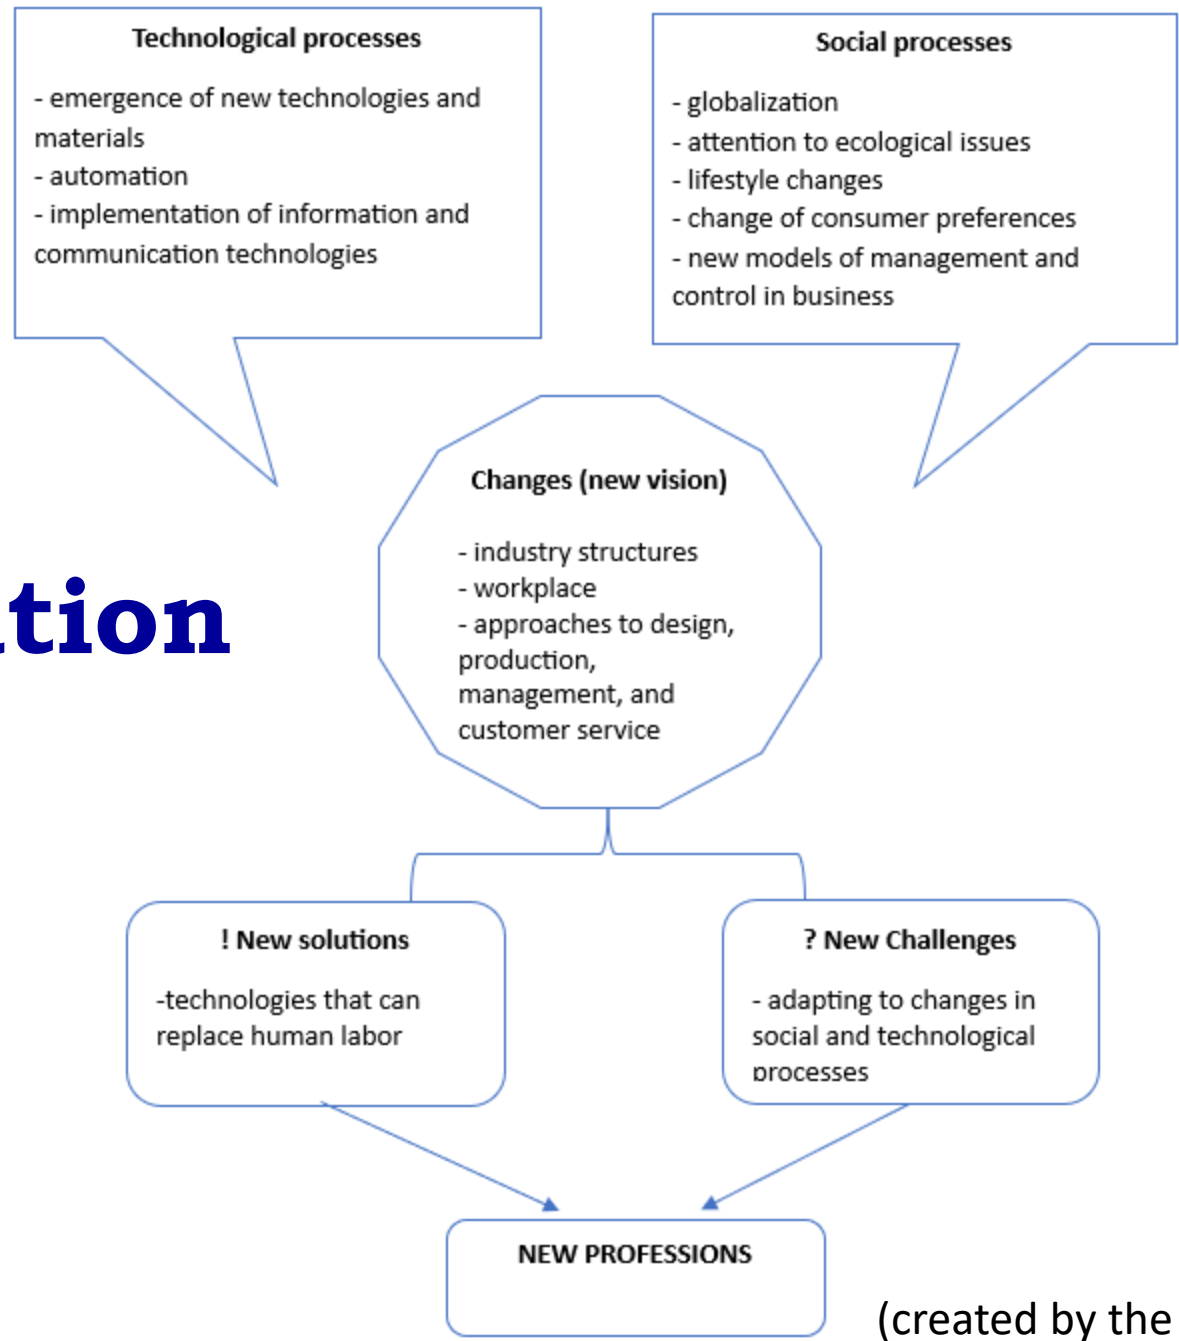 Technological processes
- emergence of new technologies and
materials
- automation
- implementation of information and
communication technologies
Social processes
- globalization
- attention to ecological issues
- lifestyle changes
- change of consumer preferences
- new models of management and
control in business
Changes (new vision)
- industry structures
- workplace
- approaches to design,
production,
management, and
customer service
! New solutions
-technologies that can
replace human labor
? New Challenges
- adapting to changes in
social and technological
processes
NEW PROFESSIONS
(created by the